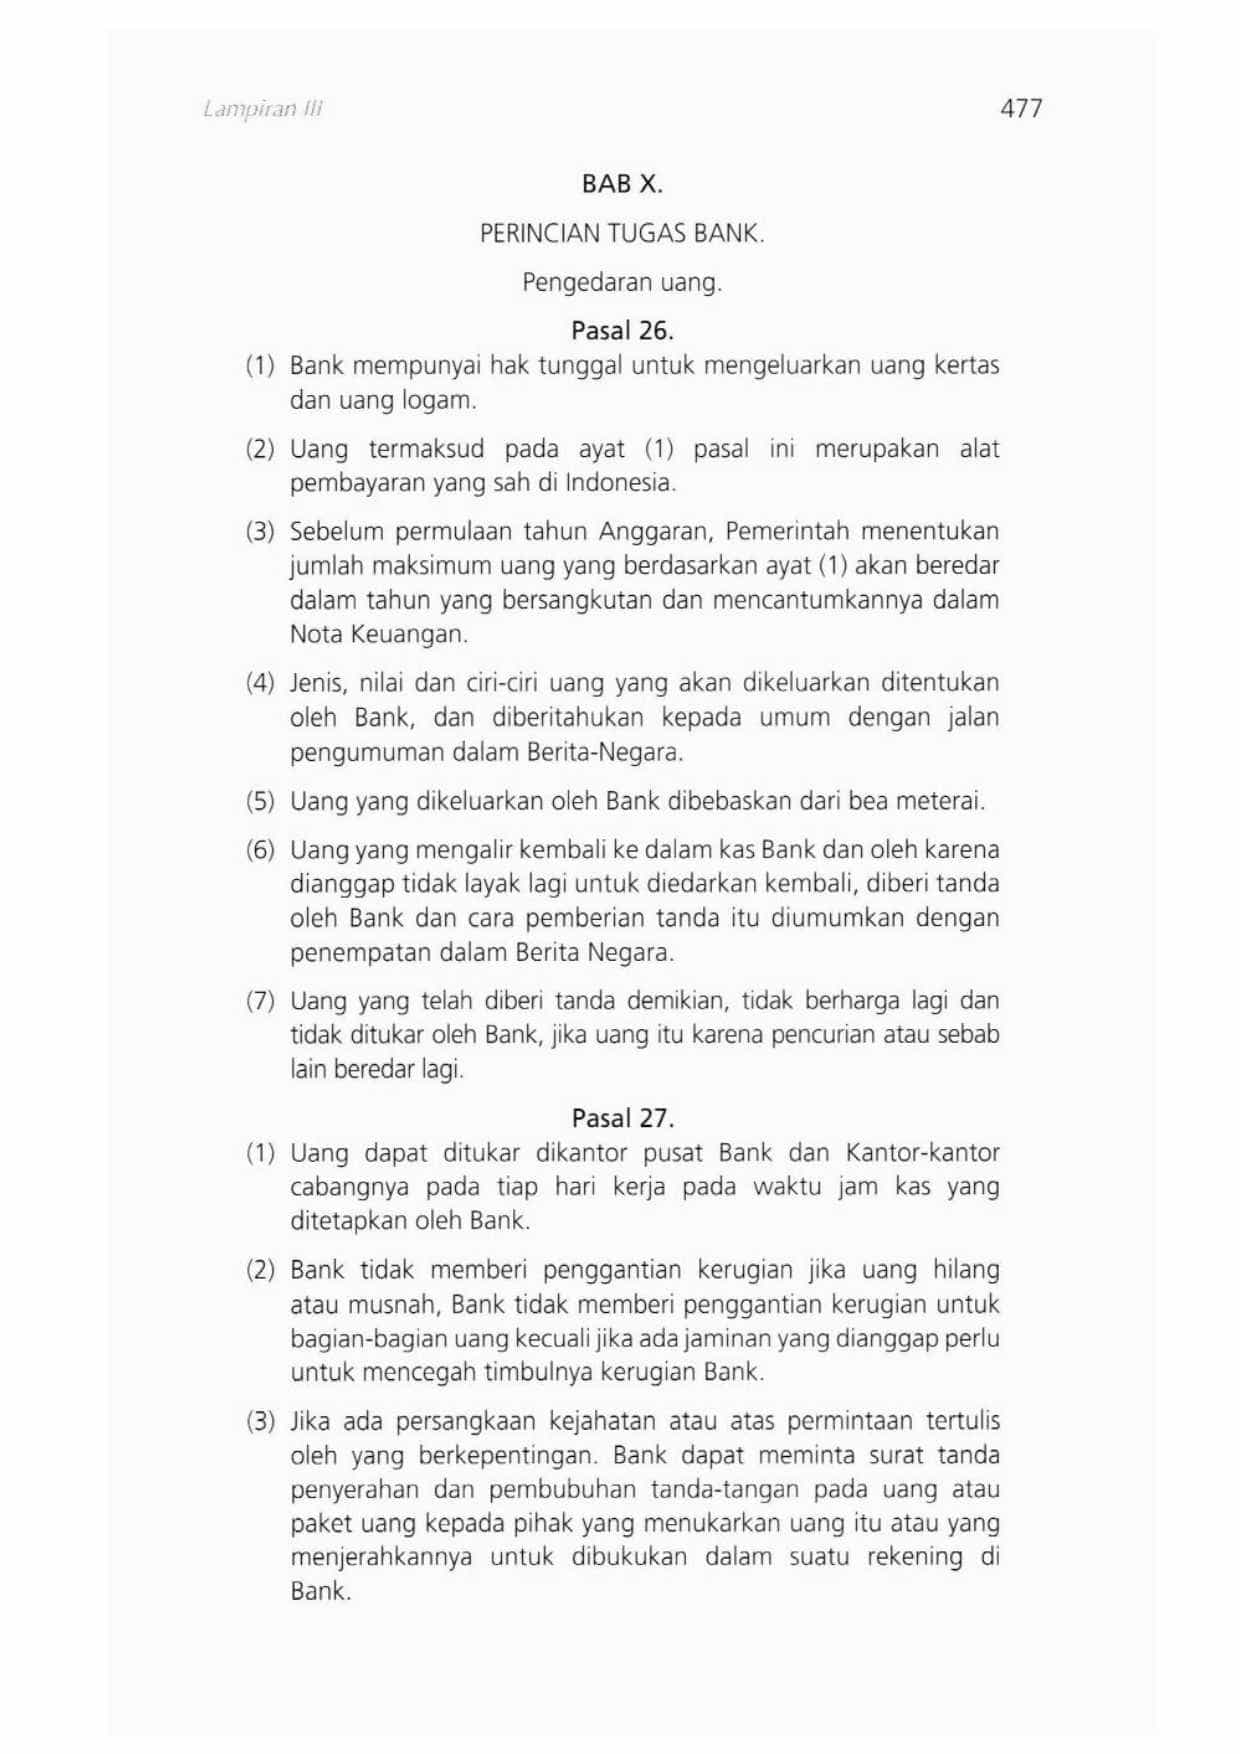 Lampiran III
477
BAB X.
PERINCIAN TUGAS BANK.
Pengedaran uang.
Pasal 26.
(1) Bank mempunyai hak tunggal untuk mengeluarkan uang kertas
dan uang logam.
(2) Uang termaksud pada ayat (1) pasal ini merupakan alat
pembayaran yang sah di Indonesia.
(3) Sebelum permulaan tahun Anggaran, Pemerintah menentukan
jumlah maksimum uang yang berdasarkan ayat (1) akan beredar
dalam tahun yang bersangkutan dan mencantumkannya dalam
Nota Keuangan.
(4) Jenis, nilai dan ciri-ciri uang yang akan dikeluarkan ditentukan
oleh Bank, dan diberitahukan kepada umum dengan jalan
pengumuman dalam Berita-Negara.
(5) Uang yang dikeluarkan oleh Bank dibebaskan dari bea meterai.
(6) Uang yang mengalir kembali ke dalam kas Bank dan oleh karena
dianggap tidak layak lagi untuk diedarkan kembali, diberi tanda
oleh Bank dan cara pemberian tanda itu diumumkan dengan
penempatan dalam Berita Negara.
(7) Uang yang telah diberi tanda demikian, tidak berharga lagi dan
tidak ditukar oleh Bank, jika uang itu karena pencurian atau sebab
lain beredar lagi.
Pasal 27.
(1) Uang dapat ditukar dikantor pusat Bank dan Kantor-kantor
cabangnya pada tiap hari kerja pada waktu jam kas yang
ditetapkan oleh Bank.
(2) Bank tidak memberi penggantian kerugian jika uang hilang
atau musnah, Bank tidak memberi penggantian kerugian untuk
bagian-bagian uang kecuali jika ada jaminan yang dianggap perlu
untuk mencegah timbulnya kerugian Bank.
(3) Jika ada persangkaan kejahatan atau atas permintaan tertulis
oleh yang berkepentingan. Bank dapat meminta surat tanda
penyerahan dan pembubuhan tanda-tangan pada uang atau
paket uang kepada pihak yang menukarkan uang itu atau yang
menjerahkannya untuk dibukukan dalam suatu rekening di
Bank.